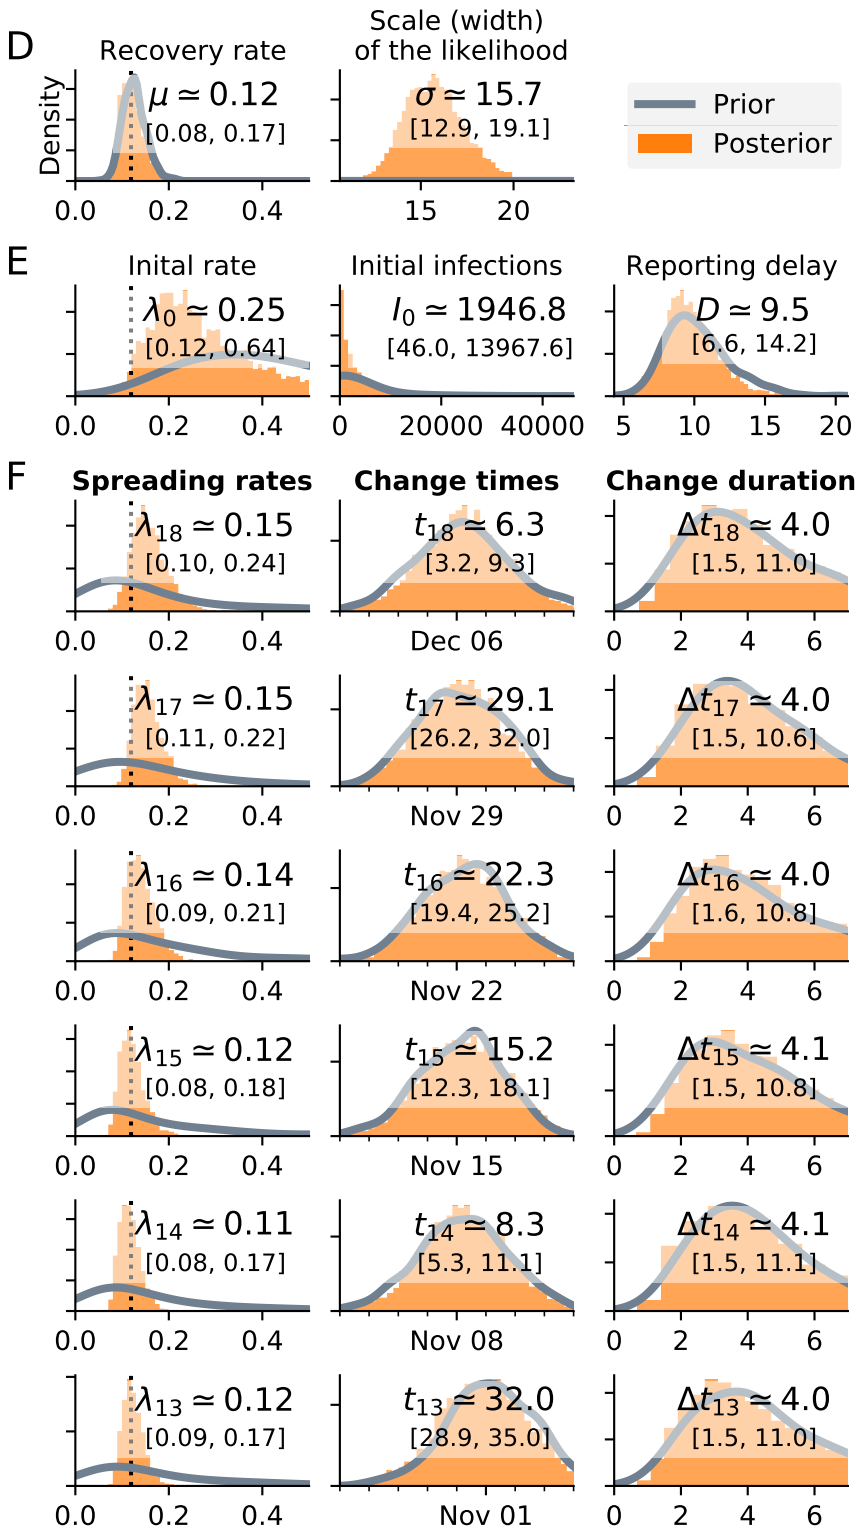 D
Recovery rate
Scale (width)
of the likelihood
Density
μ ≃ 0.12
[0.08, 0.17]
σ ≃ 15.7
[12.9, 19.1]
Prior
Posterior
0.0 0.2 0.4
15 20
E
Inital rate
Initial infections
Reporting delay
λ0 ≃ 0.25
[0.12, 0.64]
I0 ≃ 1946.8
[46.0, 13967.6]
D ≃ 9.5
[6.6, 14.2]
0.0 0.2 0.4
0 20000 40000
5 10 15 20
F
Spreading rates
Change times
Change duration
λ18 ≃ 0.15
[0.10, 0.24]
t18 ≃ 6.3
[3.2, 9.3]
Δt18 ≃ 4.0
[1.5, 11.0]
0.0 0.2 0.4
Dec 06
0 2 4 6
λ17 ≃ 0.15
[0.11, 0.22]
t17 ≃ 29.1
[26.2, 32.0]
Δt17 ≃ 4.0
[1.5, 10.6]
0.0 0.2 0.4
Nov 29
0 2 4 6
λ16 ≃ 0.14
[0.09, 0.21]
t16 ≃ 22.3
[19.4, 25.2]
Δt16 ≃ 4.0
[1.6, 10.8]
0.0 0.2 0.4
Nov 22
0 2 4 6
λ15 ≃ 0.12
[0.08, 0.18]
t15 ≃ 15.2
[12.3, 18.1]
Δt15 ≃ 4.1
[1.5, 10.8]
0.0 0.2 0.4
Nov 15
0 2 4 6
λ14 ≃ 0.11
[0.08, 0.17]
t14 ≃ 8.3
[5.3, 11.1]
Δt14 ≃ 4.1
[1.5, 11.1]
0.0 0.2 0.4
Nov 08
0 2 4 6
λ13 ≃ 0.12
[0.09, 0.17]
t13 ≃ 32.0
[28.9, 35.0]
Δt13 ≃ 4.0
[1.5, 11.0]
0.0 0.2 0.4
Nov 01
0 2 4 6